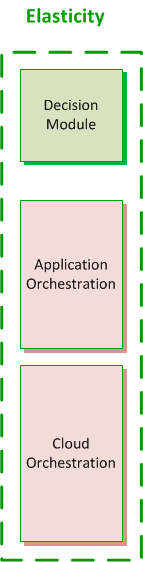 Elasticity
Decision
Module
Application
Orchestration
Cloud
Orchestration